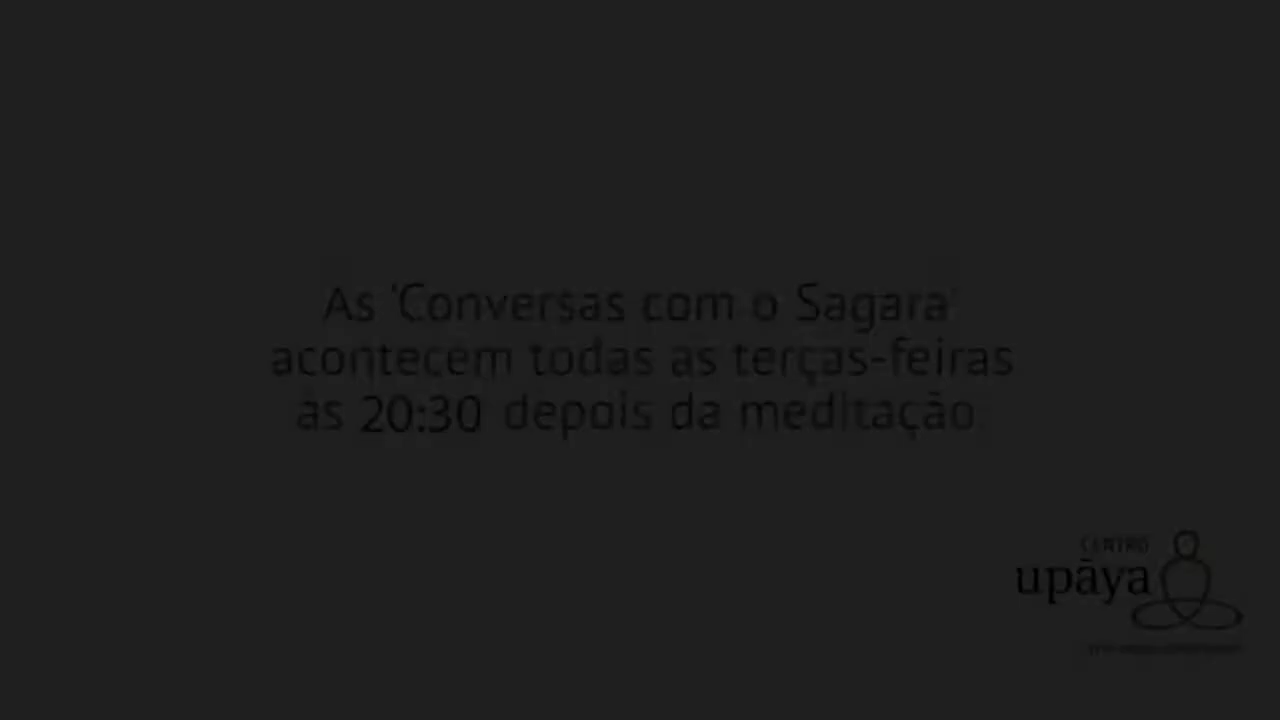 As 'Conversas com o Sagara'
acontecem todas as terças-feiras
às 20:30 depois da meditação
CENTRO
upāya